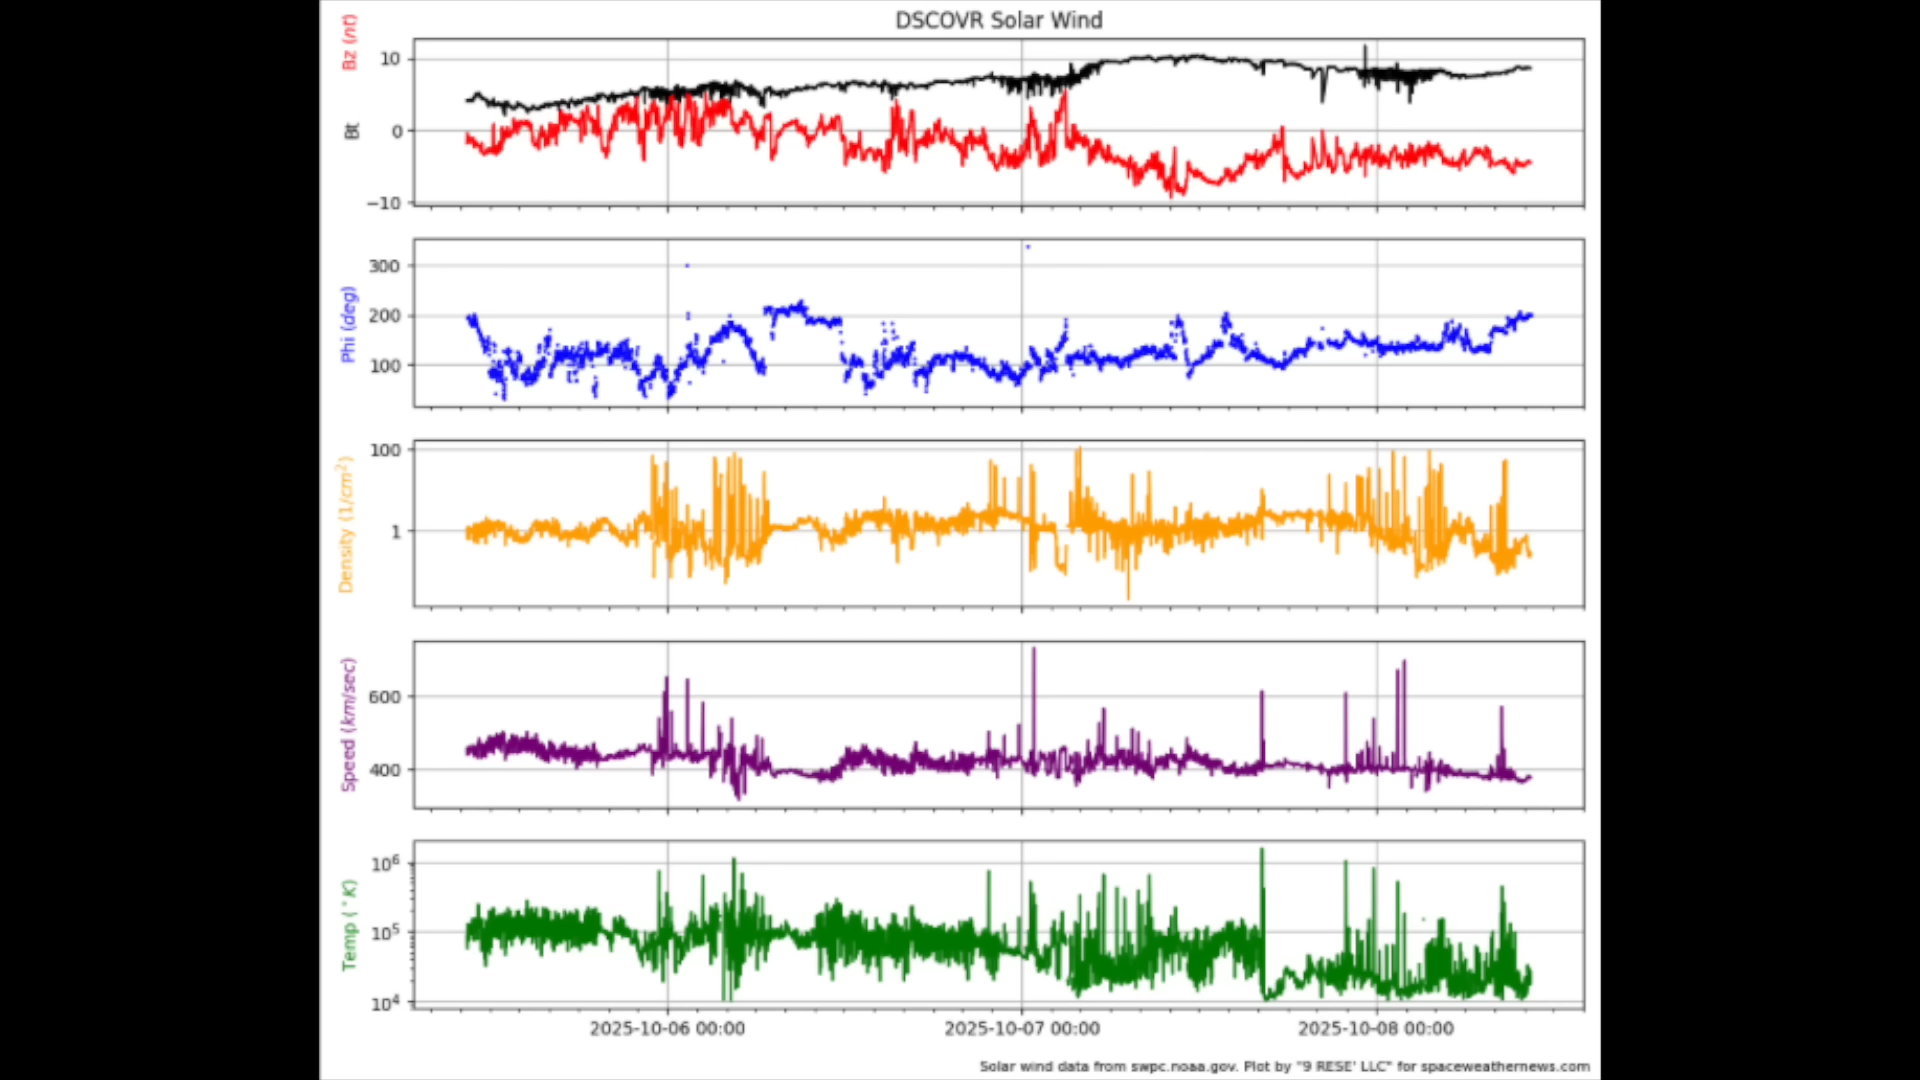 DSCOVR Solar Wind
Bz (nt)
Bt
10
0
−10
Phi (deg)
300
200
100
Density (1/cm²)
100
1
Speed (km/sec)
600
400
Temp (°K)
10⁶
10⁵
10⁴
2025-10-06 00:00
2025-10-07 00:00
2025-10-08 00:00
Solar wind data from swpc.noaa.gov. Plot by "9 RESE' LLC" for spaceweathernews.com